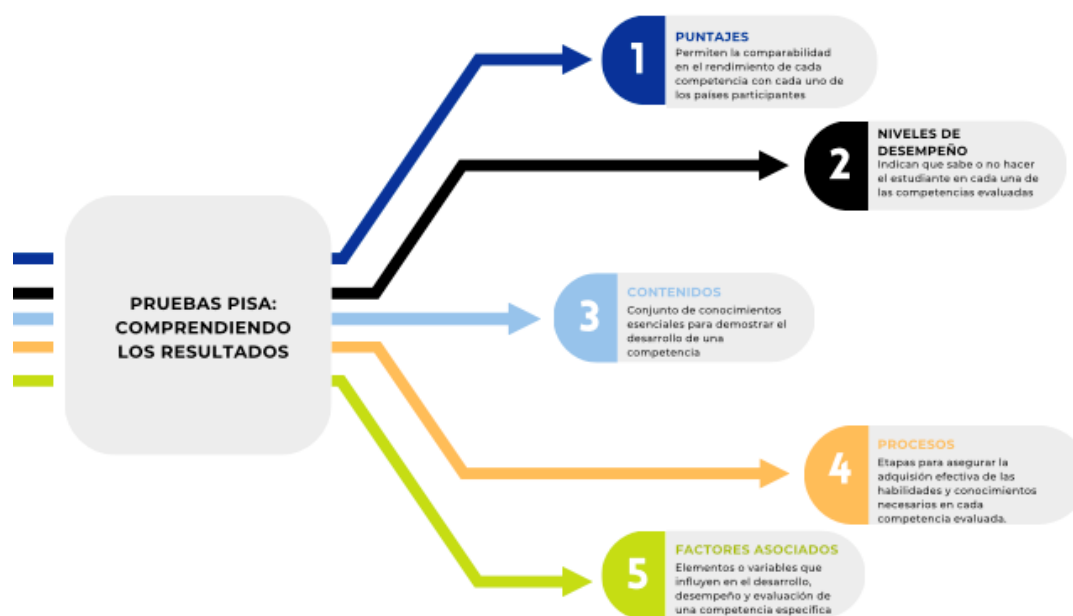 PRUEBAS PISA:
COMPRENDIENDO
LOS RESULTADOS
1
PUNTAJES
Permiten la comparabilidad
en el rendimiento de cada
competencia con cada uno de
los países participantes
2
NIVELES DE
DESEMPEÑO
Indican que sabe o no hacer
el estudiante en cada una de
las competencias evaluadas
3
CONTENIDOS
Conjunto de conocimientos
esenciales para demostrar el
desarrollo de una
competencia
4
PROCESOS
Etapas para asegurar la
adquisión efectiva de las
habilidades y conocimientos
necesarios en cada
competencia evaluada.
5
FACTORES ASOCIADOS
Elementos o variables que
influyen en el desarrollo,
desempeño y evaluación de
una competencia específica